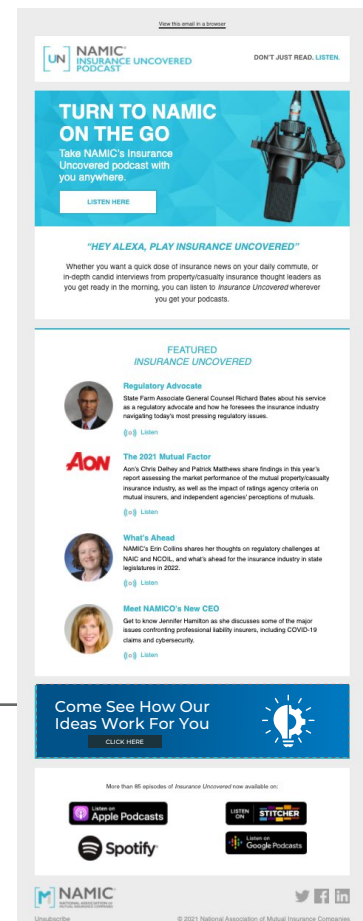 View this email in a browser
UN
NAMIC
INSURANCE UNCOVERED
PODCAST
DON'T JUST READ. LISTEN.
TURN TO NAMIC
ON THE GO
Take NAMIC's Insurance
Uncovered podcast with
you anywhere.
LISTEN HERE
"HEY ALEXA, PLAY INSURANCE UNCOVERED"
Whether you want a quick dose of insurance news on your daily commute, or
in-depth candid interviews from property/casualty insurance thought leaders as
you get ready in the morning, you can listen to Insurance Uncovered wherever
you get your podcasts.
FEATURED
INSURANCE UNCOVERED
Regulatory Advocate
State Farm Associate General Counsel Richard Bates about his service
as a regulatory advocate and how he foresees the insurance industry
navigating today's most pressing regulatory issues.
Listen
AON
The 2021 Mutual Factor
Aon's Chris Delhey and Patrick Matthews share findings in this year's
report assessing the market performance of the mutual property/casualty
insurance industry, as well as the impact of ratings agency criteria on
mutual insurers, and independent agencies' perceptions of mutuals.
Listen
What's Ahead
NAMIC's Erin Collins shares her thoughts on regulatory challenges at
NAIC and NCOIL, and what's ahead for the insurance industry in state
legislatures in 2022.
Listen
Meet NAMICO's New CEO
Get to know Jennifer Hamilton as she discusses some of the major
issues confronting professional liability insurers, including COVID-19
claims and cybersecurity.
Listen
Come See How Our
Ideas Work For You
CLICK HERE
More than 85 episodes of Insurance Uncovered now available on:
Listen on
Apple Podcasts
LISTEN
ON
STITCHER
Spotify
Listen on
Google Podcasts
NAMIC
NATIONAL ASSOCIATION OF
MUTUAL INSURANCE COMPANIES
Unsubscribe
© 2021 National Association of Mutual Insurance Companies